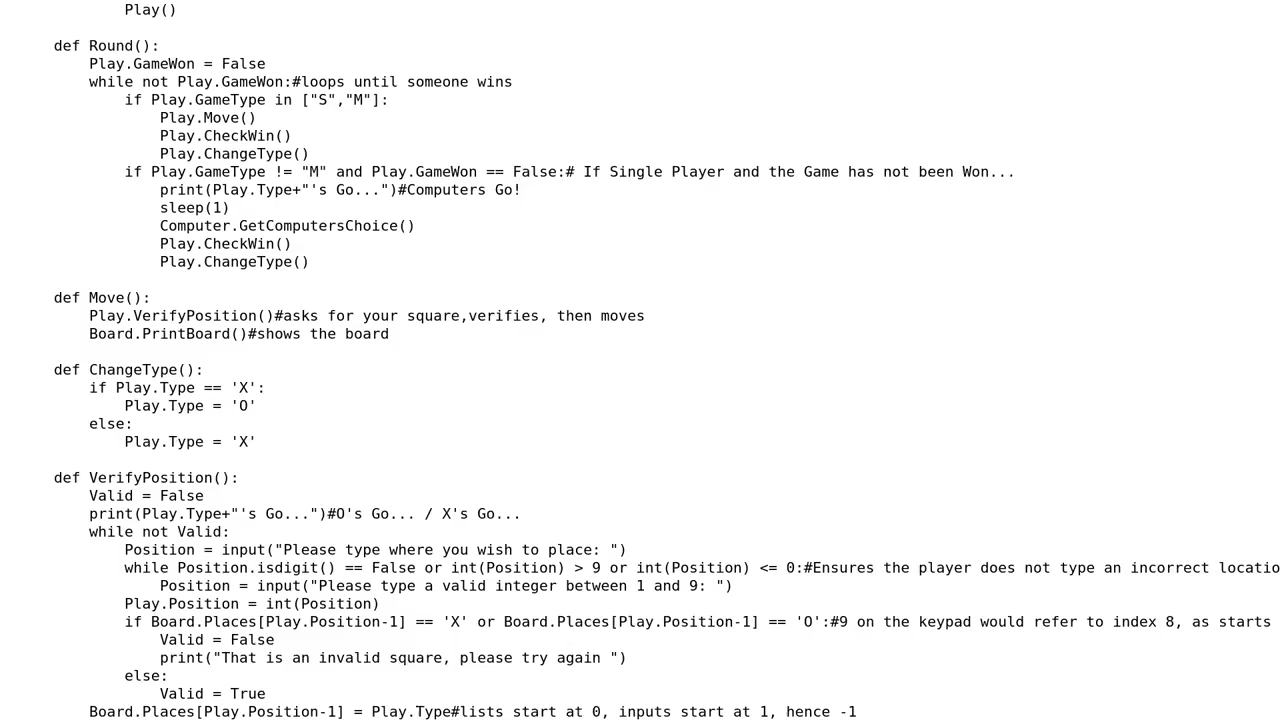 Play()
def Round():
Play.GameWon = False
while not Play.GameWon:#loops until someone wins
if Play.GameType in ["S","M"]:
Play.Move()
Play.CheckWin()
Play.ChangeType()
if Play.GameType != "M" and Play.GameWon == False:# If Single Player and the Game has not been Won...
print(Play.Type+"'s Go...")#Computers Go!
sleep(1)
Computer.GetComputersChoice()
Play.CheckWin()
Play.ChangeType()
def Move():
Play.VerifyPosition()#asks for your square,verifies, then moves
Board.PrintBoard()#shows the board
def ChangeType():
if Play.Type == 'X':
Play.Type = 'O'
else:
Play.Type = 'X'
def VerifyPosition():
Valid = False
print(Play.Type+"'s Go...")#O's Go... / X's Go...
while not Valid:
Position = input("Please type where you wish to place: ")
while Position.isdigit() == False or int(Position) > 9 or int(Position) <= 0:#Ensures the player does not type an incorrect locatio
Position = input("Please type a valid integer between 1 and 9: ")
Play.Position = int(Position)
if Board.Places[Play.Position-1] == 'X' or Board.Places[Play.Position-1] == 'O':#9 on the keypad would refer to index 8, as starts
Valid = False
print("That is an invalid square, please try again ")
else:
Valid = True
Board.Places[Play.Position-1] = Play.Type#lists start at 0, inputs start at 1, hence -1